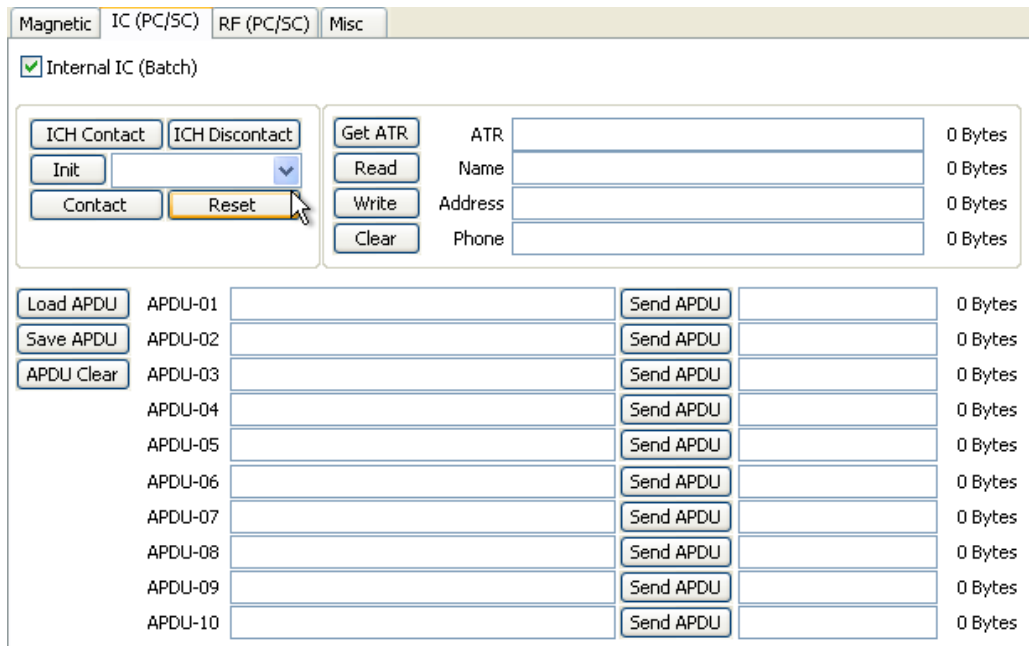 Magnetic IC (PC/SC) RF (PC/SC) Misc
Internal IC (Batch)
ICH Contact ICH Discontact Get ATR ATR 0 Bytes
Init Read Name 0 Bytes
Contact Reset Write Address 0 Bytes
Clear Phone 0 Bytes
Load APDU APDU-01 Send APDU 0 Bytes
Save APDU APDU-02 Send APDU 0 Bytes
APDU Clear APDU-03 Send APDU 0 Bytes
APDU-04 Send APDU 0 Bytes
APDU-05 Send APDU 0 Bytes
APDU-06 Send APDU 0 Bytes
APDU-07 Send APDU 0 Bytes
APDU-08 Send APDU 0 Bytes
APDU-09 Send APDU 0 Bytes
APDU-10 Send APDU 0 Bytes